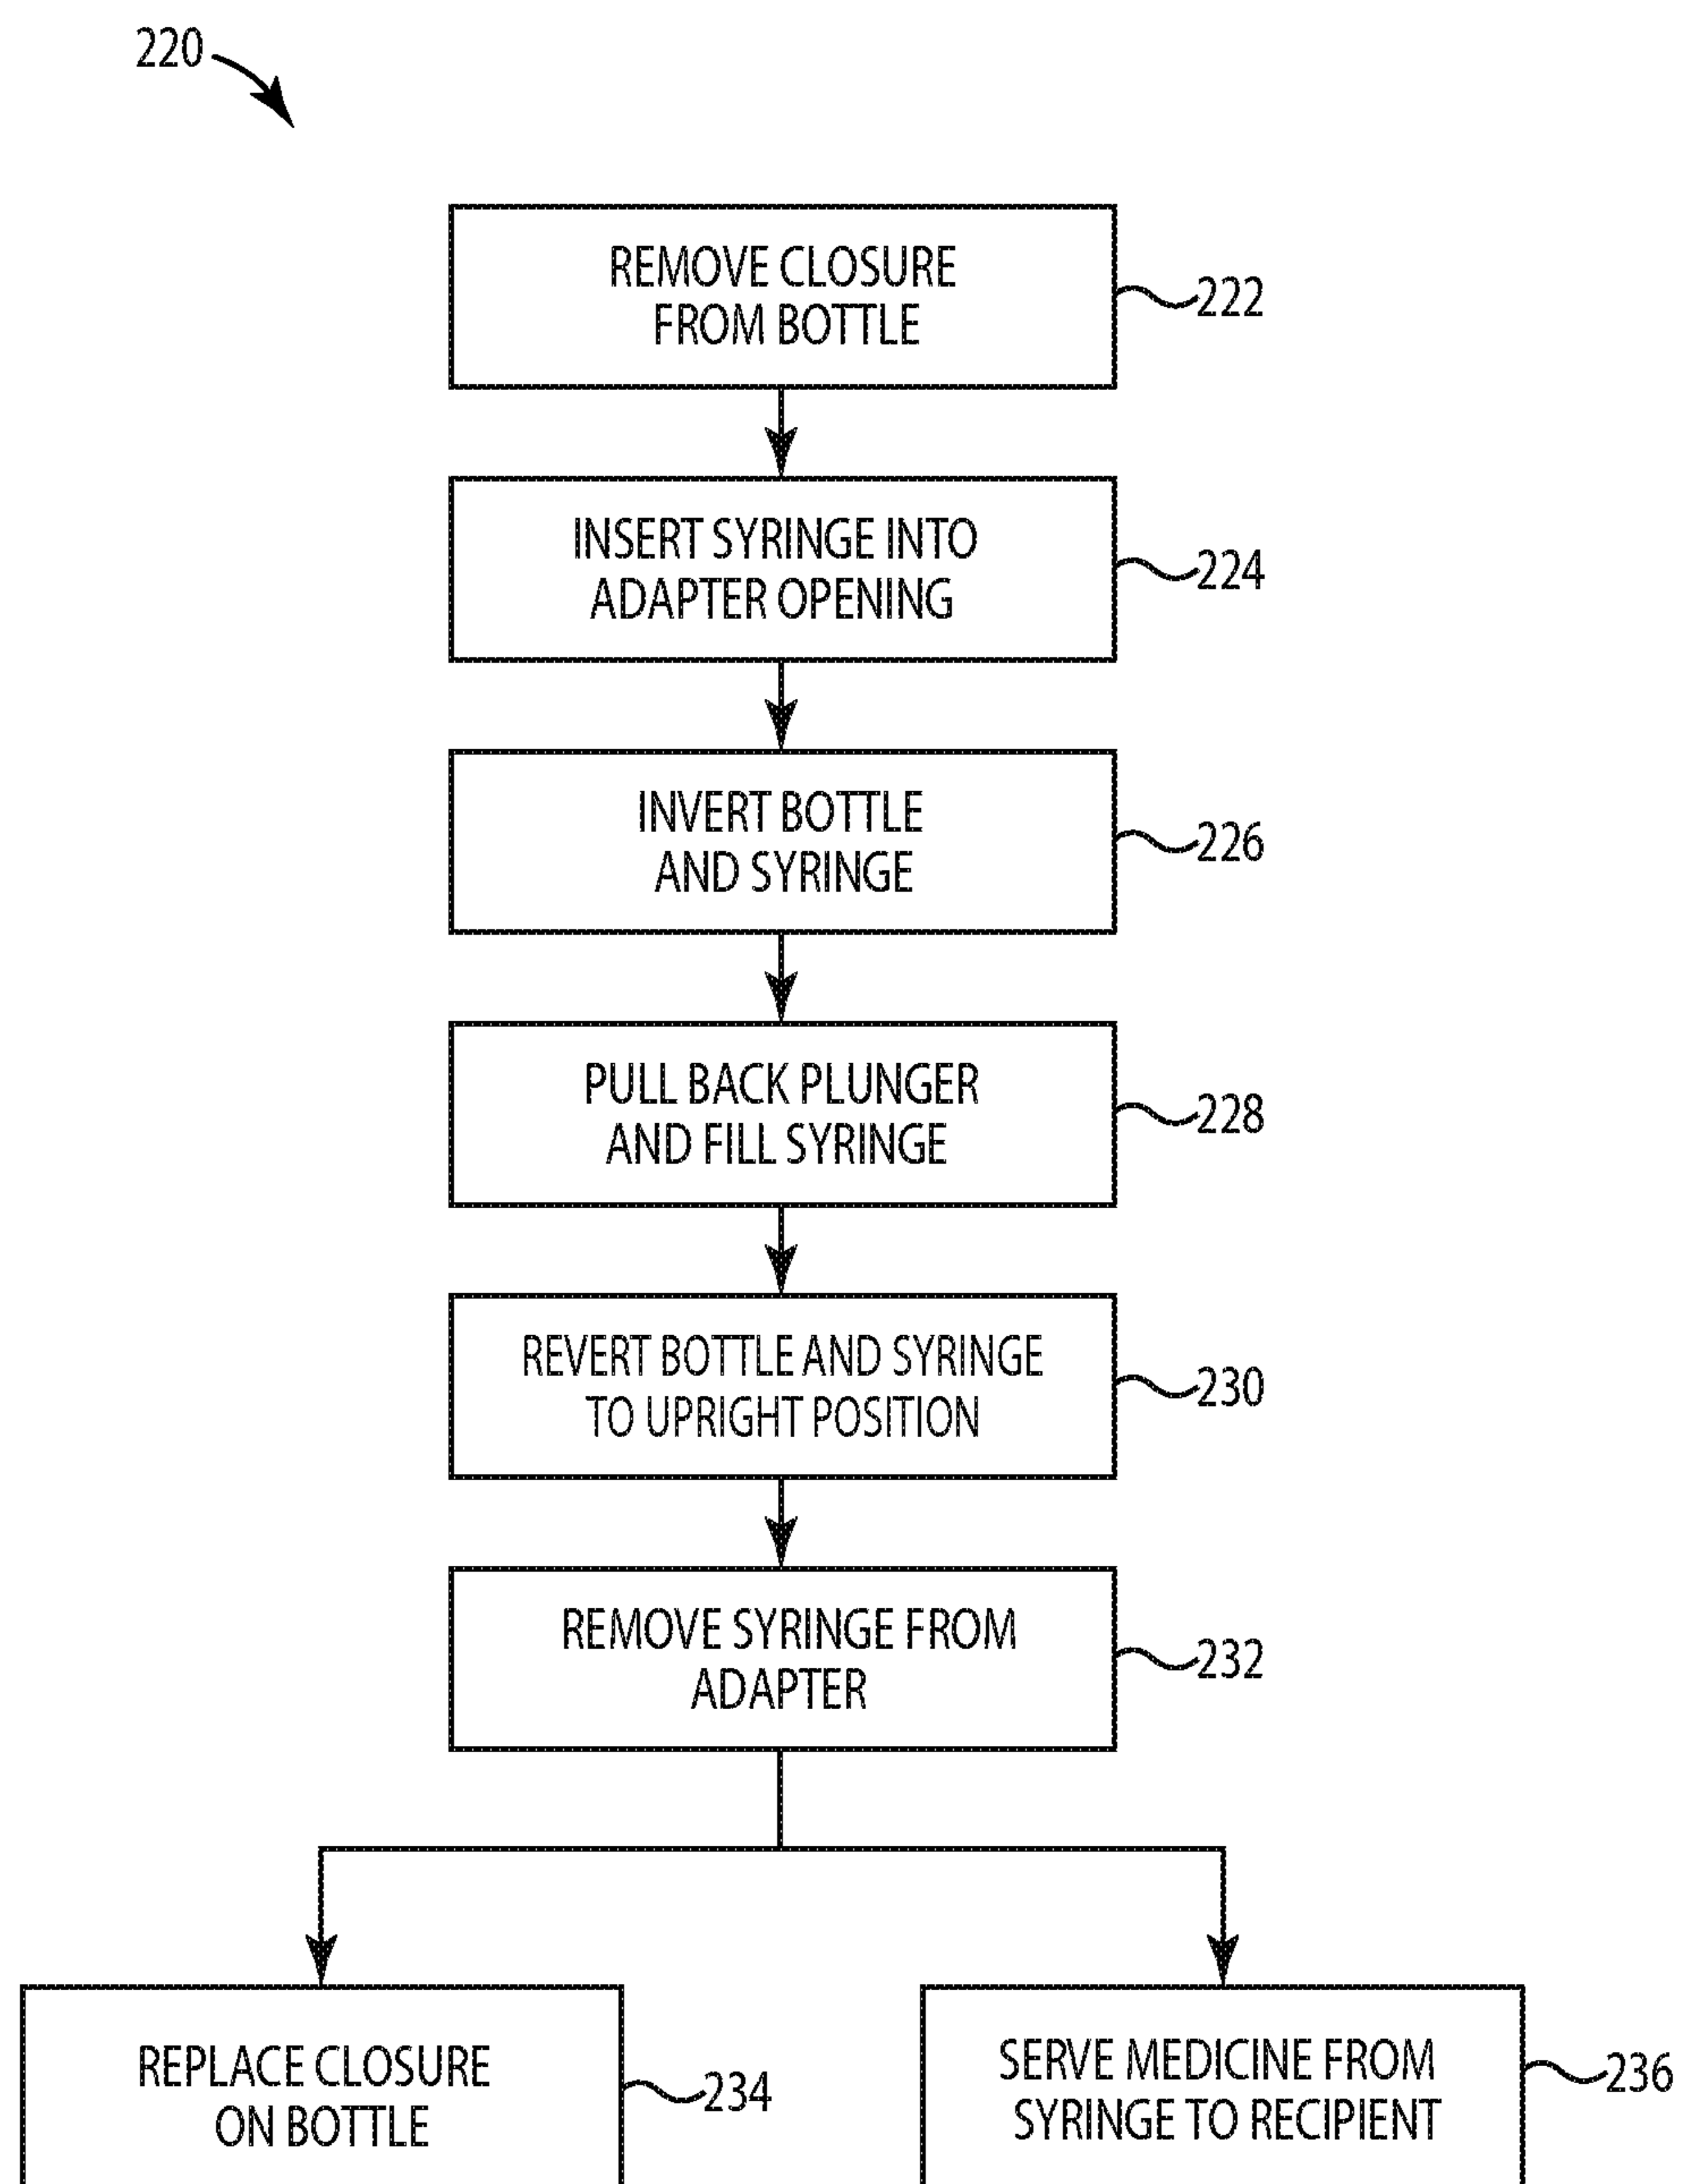 220
REMOVE CLOSURE
FROM BOTTLE
222
INSERT SYRINGE INTO
ADAPTER OPENING
224
INVERT BOTTLE
AND SYRINGE
226
PULL BACK PLUNGER
AND FILL SYRINGE
228
REVERT BOTTLE AND SYRINGE
TO UPRIGHT POSITION
230
REMOVE SYRINGE FROM
ADAPTER
232
REPLACE CLOSURE
ON BOTTLE
234
SERVE MEDICINE FROM
SYRINGE TO RECIPIENT
236